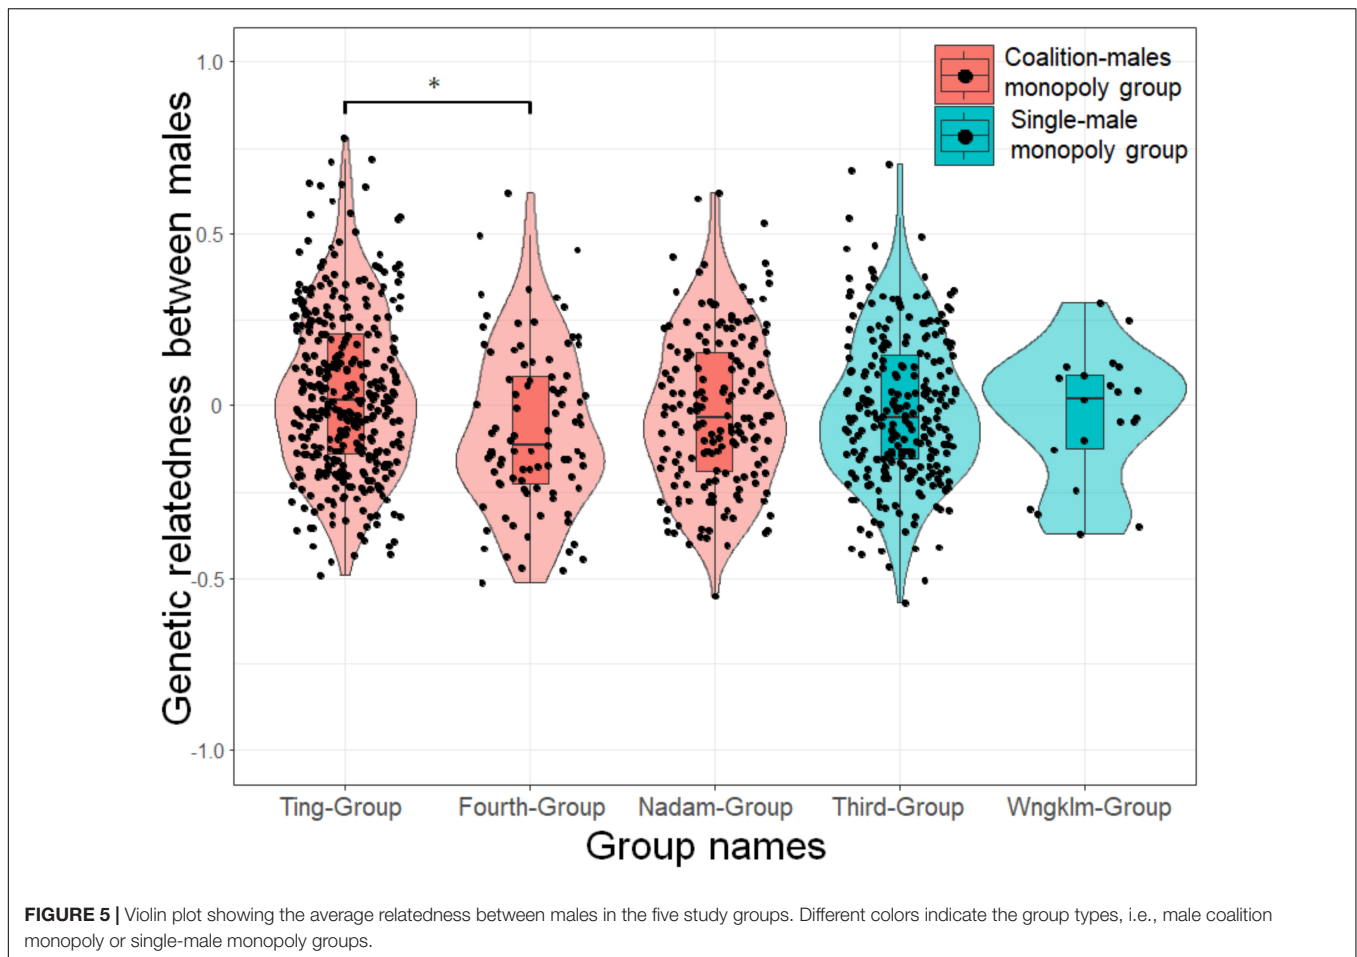 *
Coalition-males
monopoly group
Single-male
monopoly group
Genetic relatedness between males
1.0
0.5
0
-0.5
-1.0
Ting-Group Fourth-Group Nadam-Group Third-Group Wngklm-Group
Group names
FIGURE 5 | Violin plot showing the average relatedness between males in the five study groups. Different colors indicate the group types, i.e., male coalition
monopoly or single-male monopoly groups.